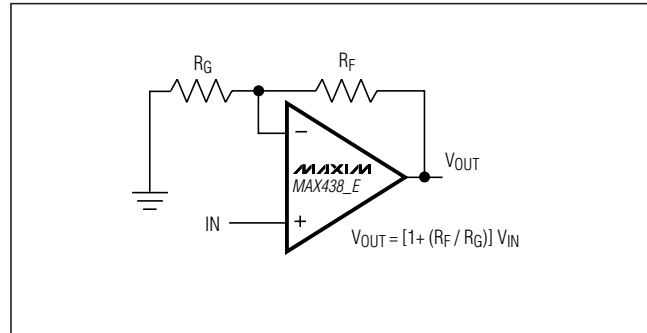 RG
RF
−
MAXIM
MAX438_E
VOUT
IN
+
VOUT = [1+ (RF / RG)] VIN